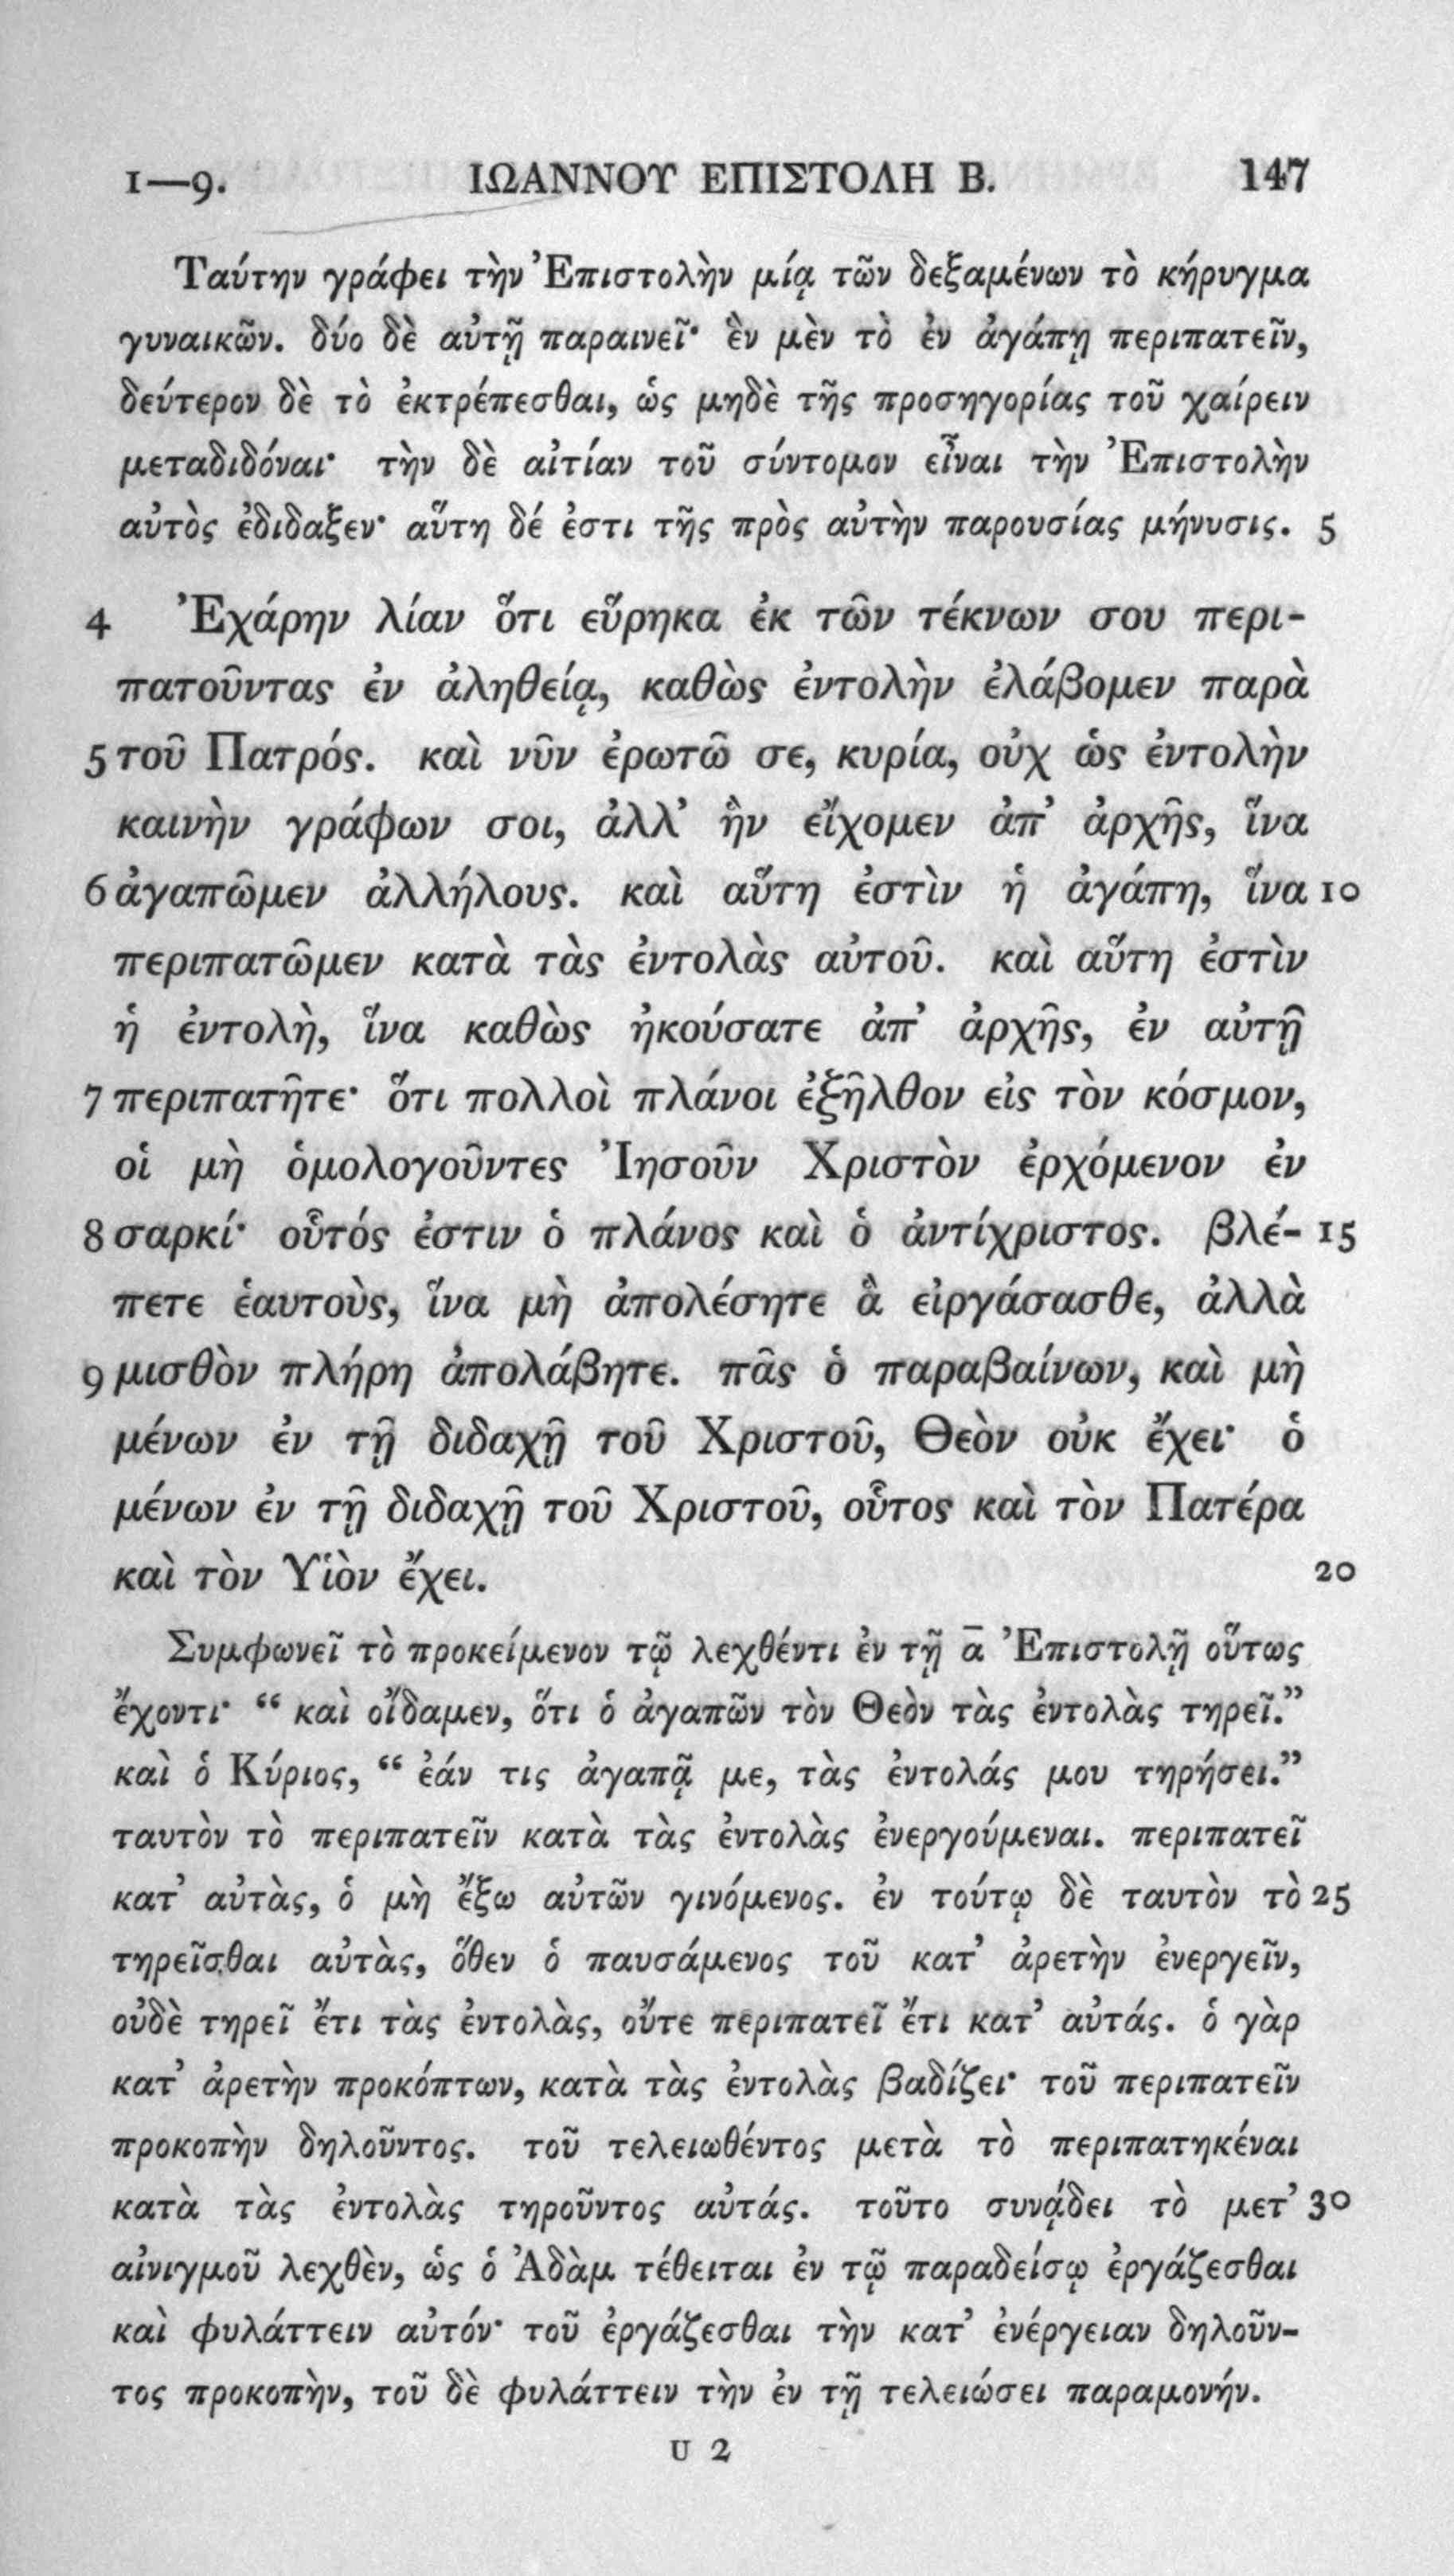 1—9. ΙΩΑΝΝΟΥ ΕΠΙΣΤΟΛΗ Β. 147
Ταύτην γράφει τὴν Ἐπιστολὴν μίᾳ τῶν δεξαμένων τὸ κήρυγμα
γυναικῶν. δύο δὲ αὐτῇ παραινεῖ· ἓν μὲν τὸ ἐν ἀγάπῃ περιπατεῖν,
δεύτερον δὲ τὸ ἐκτρέπεσθαι, ὡς μηδὲ τῆς προσηγορίας τοῦ χαίρειν
μεταδιδόναι· τὴν δὲ αἰτίαν τοῦ σύντομον εἶναι τὴν Ἐπιστολὴν
αὐτὸς ἐδιδαξεν· αὕτη δέ ἐστι τῆς πρὸς αὐτὴν παρουσίας μήνυσις. 5
4 Ἐχάρην λίαν ὅτι εὕρηκα ἐκ τῶν τέκνων σου περι-
πατοῦντας ἐν ἀληθείᾳ, καθὼς ἐντολὴν ἐλάβομεν παρὰ
5 τοῦ Πατρός. καὶ νῦν ἐρωτῶ σε, κυρία, οὐχ ὡς ἐντολὴν
καινὴν γράφων σοι, ἀλλ’ ἣν εἴχομεν ἀπ’ ἀρχῆς, ἵνα
6 ἀγαπῶμεν ἀλλήλους. καὶ αὕτη ἐστὶν ἡ ἀγάπη, ἵνα 10
περιπατῶμεν κατὰ τὰς ἐντολὰς αὐτοῦ. καὶ αὕτη ἐστὶν
ἡ ἐντολὴ, ἵνα καθὼς ἠκούσατε ἀπ’ ἀρχῆς, ἐν αὐτῇ
7 περιπατῆτε· ὅτι πολλοὶ πλάνοι ἐξῆλθον εἰς τὸν κόσμον,
οἱ μὴ ὁμολογοῦντες Ἰησοῦν Χριστὸν ἐρχόμενον ἐν
8 σαρκί· οὗτός ἐστιν ὁ πλάνος καὶ ὁ ἀντίχριστος. βλέ- 15
πετε ἑαυτοὺς, ἵνα μὴ ἀπολέσητε ἃ εἰργάσασθε, ἀλλὰ
9 μισθὸν πλήρη ἀπολάβητε. πᾶς ὁ παραβαίνων, καὶ μὴ
μένων ἐν τῇ διδαχῇ τοῦ Χριστοῦ, Θεὸν οὐκ ἔχει· ὁ
μένων ἐν τῇ διδαχῇ τοῦ Χριστοῦ, οὗτος καὶ τὸν Πατέρα
καὶ τὸν Υἱὸν ἔχει. 20
Συμφωνεῖ τὸ προκείμενον τῷ λεχθέντι ἐν τῇ ᾱ Ἐπιστολῇ οὕτως
ἔχοντι· “ καὶ οἴδαμεν, ὅτι ὁ ἀγαπῶν τὸν Θεὸν τὰς ἐντολὰς τηρεῖ.”
καὶ ὁ Κύριος, “ ἐάν τις ἀγαπᾷ με, τὰς ἐντολάς μου τηρήσει.”
ταυτὸν τὸ περιπατεῖν κατὰ τὰς ἐντολὰς ἐνεργούμεναι. περιπατεῖ
κατ’ αὐτὰς, ὁ μὴ ἔξω αὐτῶν γινόμενος. ἐν τούτῳ δὲ ταυτὸν τὸ 25
τηρεῖσθαι αὐτὰς, ὅθεν ὁ παυσάμενος τοῦ κατ’ ἀρετὴν ἐνεργεῖν,
οὐδὲ τηρεῖ ἔτι τὰς ἐντολὰς, οὔτε περιπατεῖ ἔτι κατ’ αὐτάς. ὁ γὰρ
κατ’ ἀρετὴν προκόπτων, κατὰ τὰς ἐντολὰς βαδίζει· τοῦ περιπατεῖν
προκοπὴν δηλοῦντος. τοῦ τελειωθέντος μετὰ τὸ περιπατηκέναι
κατὰ τὰς ἐντολὰς τηροῦντος αὐτάς. τοῦτο συνᾴδει τὸ μετ’ 30
αἰνιγμοῦ λεχθὲν, ὡς ὁ Ἀδὰμ τέθειται ἐν τῷ παραδείσῳ ἐργάζεσθαι
καὶ φυλάττειν αὐτόν· τοῦ ἐργάζεσθαι τὴν κατ’ ἐνέργειαν δηλοῦν-
τος προκοπὴν, τοῦ δὲ φυλάττειν τὴν ἐν τῇ τελειώσει παραμονήν.
U 2